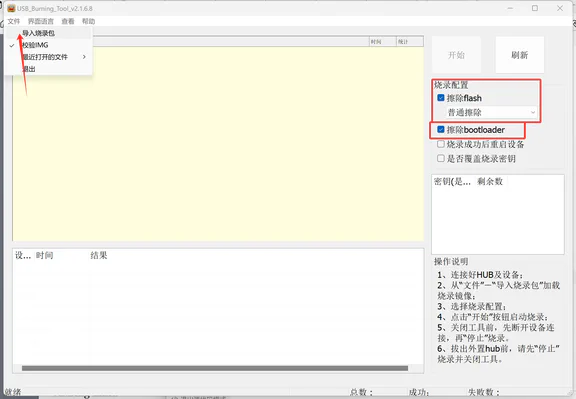 USB_Burning_Tool_v2.1.6.8
文件 界面语言 查看 帮助
导入烧录包
校验IMG
最近打开的文件
退出
时间 统计
开始 刷新
烧录配置
擦除flash
普通擦除
擦除bootloader
烧录成功后重启设备
是否覆盖烧录密钥
密钥(是... 剩余数
设... 时间 结果
操作说明
1、连接好HUB及设备；
2、从“文件”—“导入烧录包”加载
烧录镜像；
3、选择烧录配置；
4、点击“开始”按钮启动烧录；
5、关闭工具前，先断开设备连
接，再“停止”烧录。
6、拔出外置hub前，请先“停止”
烧录并关闭工具。
就绪 总数： 成功： 失败数：